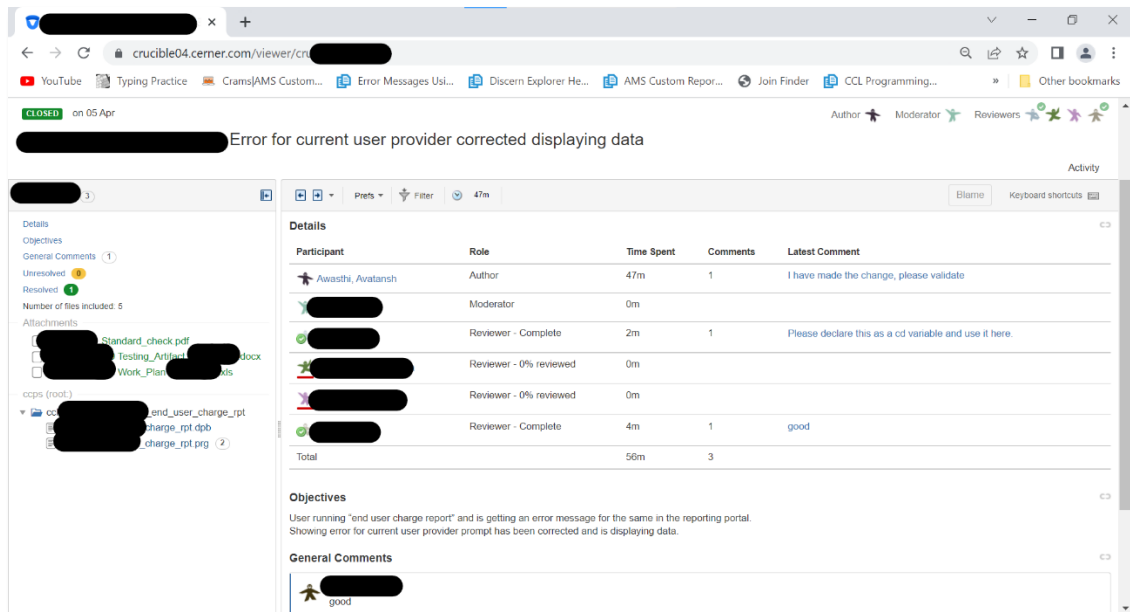 crucible04.cerner.com/viewer/cru
YouTube Typing Practice Crams|AMS Custom... Error Messages Usi... Discern Explorer He... AMS Custom Repor... Join Finder CCL Programming... » Other bookmarks
CLOSED on 05 Apr
Author Moderator Reviewers
Error for current user provider corrected displaying data
Activity
3
Prefs Filter 47m Blame Keyboard shortcuts
Details
Objectives
General Comments 1
Unresolved 0
Resolved 1
Number of files included: 5
Attachments
Standard_check.pdf
Testing_Artifact docx
Work_Plan xls
ccps (root:)
cc _end_user_charge_rpt
charge_rpt.dpb
_charge_rpt.prg 2
Details
Participant Role Time Spent Comments Latest Comment
Awasthi, Avatansh Author 47m 1 I have made the change, please validate
Moderator 0m
Reviewer - Complete 2m 1 Please declare this as a cd variable and use it here.
Reviewer - 0% reviewed 0m
Reviewer - 0% reviewed 0m
Reviewer - Complete 4m 1 good
Total 56m 3
Objectives
User running "end user charge report" and is getting an error message for the same in the reporting portal.
Showing error for current user provider prompt has been corrected and is displaying data.
General Comments
good